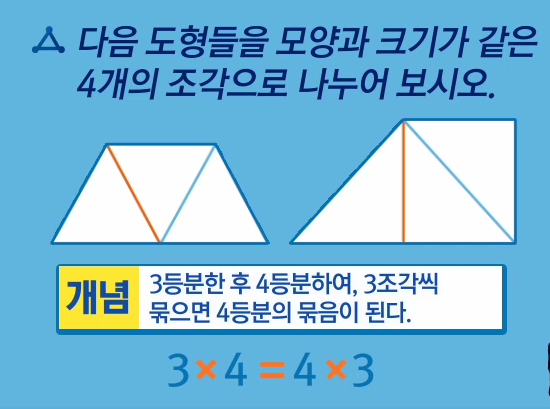 다음 도형들을 모양과 크기가 같은
4개의 조각으로 나누어 보시오.
개념
3등분한 후 4등분하여, 3조각씩
묶으면 4등분의 묶음이 된다.
3×4=4×3